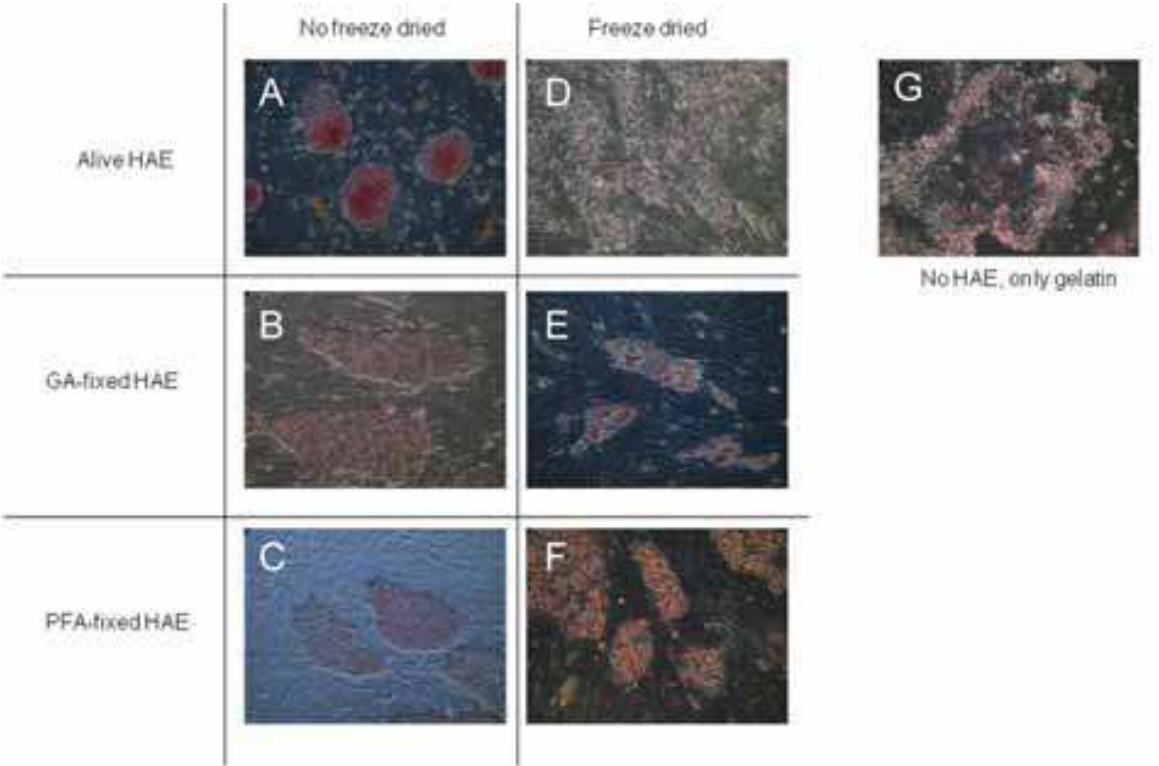 No freeze dried
Freeze dried
A
D
G
Alive HAE
No HAE, only gelatin
B
E
GA-fixed HAE
C
F
PFA-fixed HAE